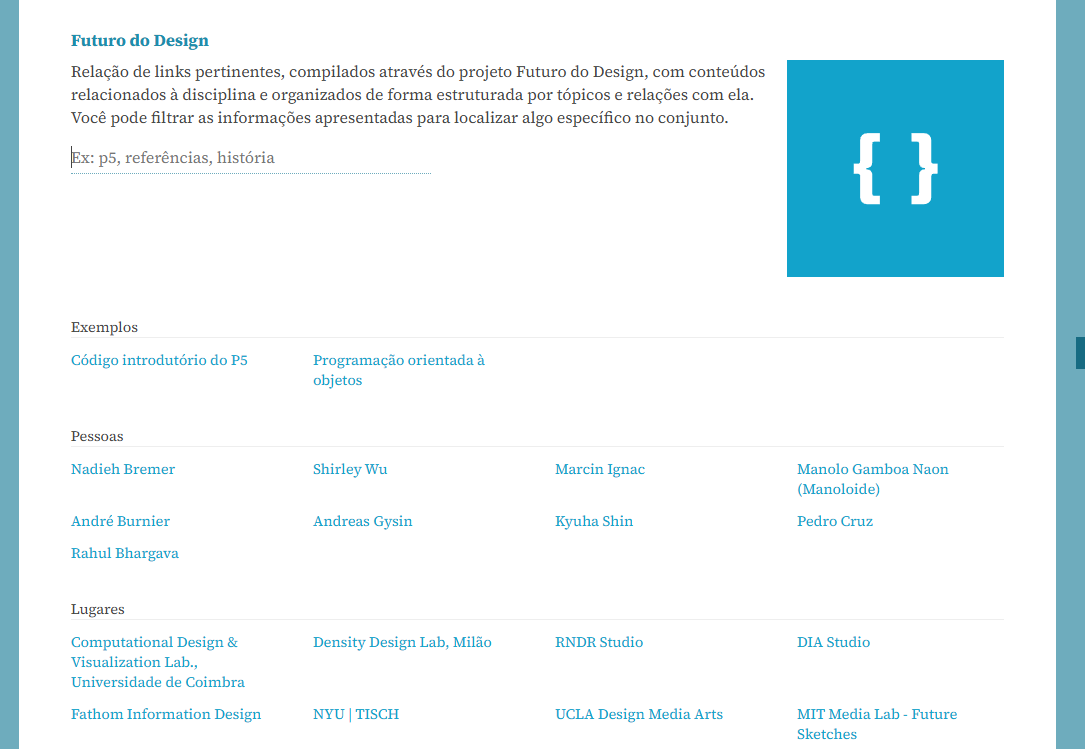 Futuro do Design
Relação de links pertinentes, compilados através do projeto Futuro do Design, com conteúdos
relacionados à disciplina e organizados de forma estruturada por tópicos e relações com ela.
Você pode filtrar as informações apresentadas para localizar algo específico no conjunto.
Ex: p5, referências, história
{ }
Exemplos
Código introdutório do P5
Programação orientada à
objetos
Pessoas
Nadieh Bremer
Shirley Wu
Marcin Ignac
Manolo Gamboa Naon
(Manoloide)
André Burnier
Andreas Gysin
Kyuha Shin
Pedro Cruz
Rahul Bhargava
Lugares
Computational Design &
Visualization Lab.,
Universidade de Coimbra
Density Design Lab, Milão
RNDR Studio
DIA Studio
Fathom Information Design
NYU | TISCH
UCLA Design Media Arts
MIT Media Lab - Future
Sketches